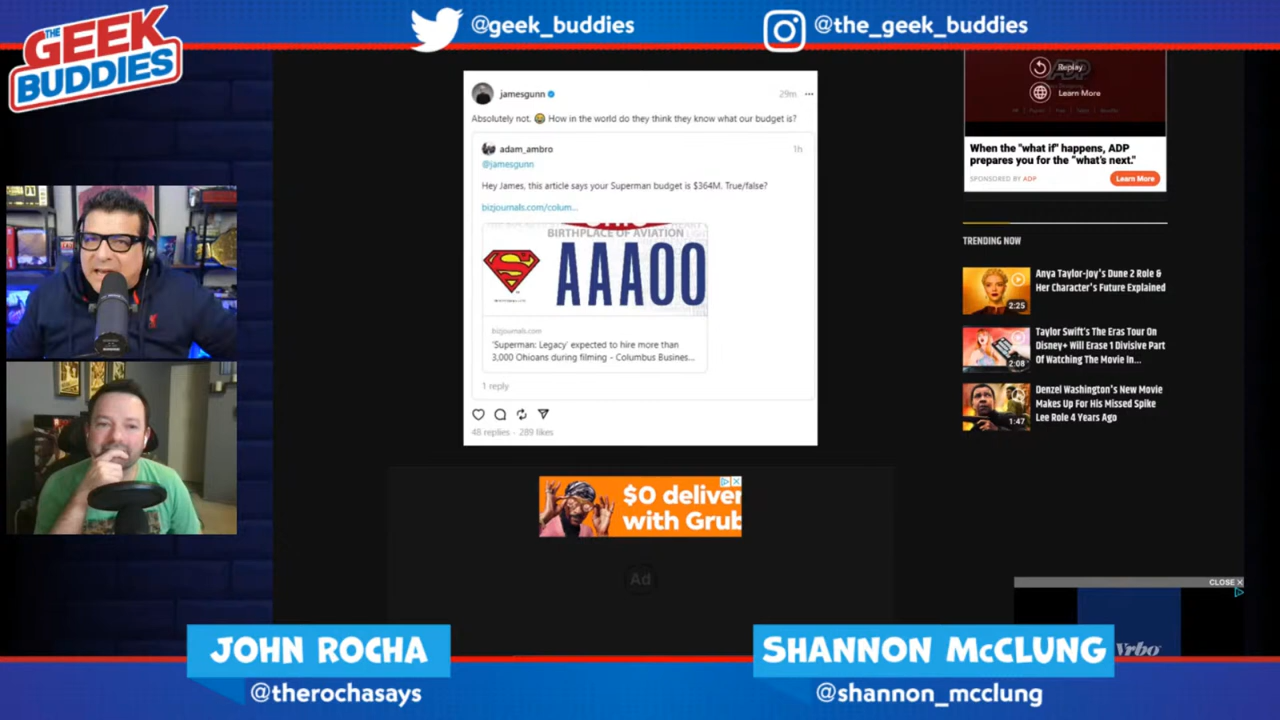 THE
GEEK
BUDDIES
@geek_buddies
@the_geek_buddies
jamesgunn
29m
Absolutely not. 😂 How in the world do they think they know what our budget is?
adam_ambro
1h
@jamesgunn
Hey James, this article says your Superman budget is $364M. True/false?
bizjournals.com/colum...
BIRTHPLACE OF AVIATION
AAA00
bizjournals.com
'Superman: Legacy' expected to hire more than
3,000 Ohioans during filming - Columbus Busines...
1 reply
48 replies · 289 likes
$0 deliver
with Grub
Ad
Replay
Learn More
When the "what if" happens, ADP
prepares you for the "what's next."
SPONSORED BY ADP
Learn More
TRENDING NOW
Anya Taylor-Joy's Dune 2 Role &
Her Character's Future Explained
2:25
Taylor Swift's The Eras Tour On
Disney+ Will Erase 1 Divisive Part
Of Watching The Movie In...
2:08
Denzel Washington's New Movie
Makes Up For His Missed Spike
Lee Role 4 Years Ago
1:47
CLOSE X
Vrbo
JOHN ROCHA
@therochasays
SHANNON McCLUNG
@shannon_mcclung